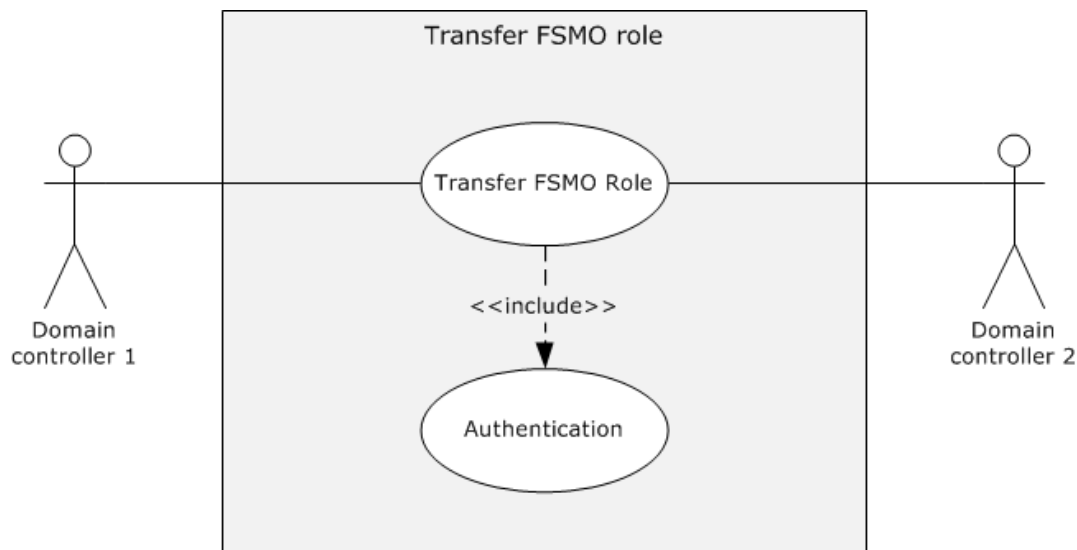 Transfer FSMO role
Transfer FSMO Role
<<include>>
Domain
controller 1
Domain
controller 2
Authentication